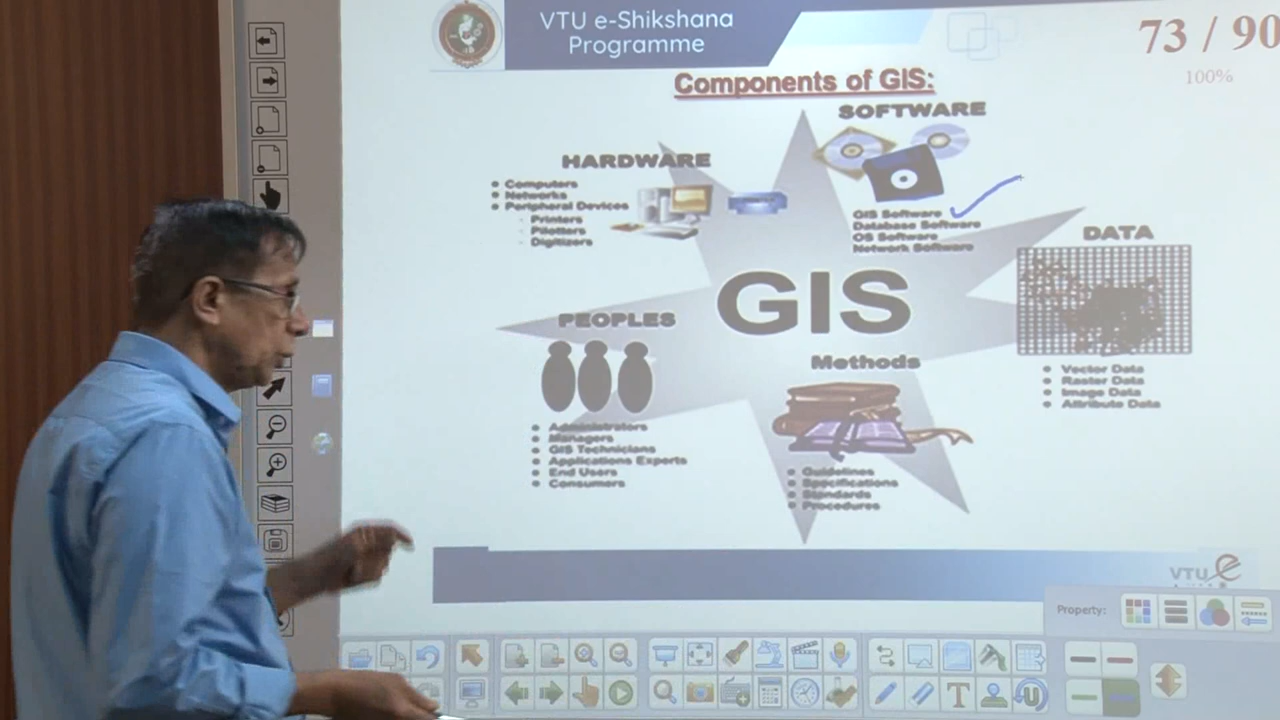 VTU e-Shikshana
Programme
73 / 90
100%
Components of GIS:
SOFTWARE
GIS Software
Database Software
OS Software
Network Software
HARDWARE
Computers
Networks
Peripheral Devices
Printers
Plotters
Digitizers
DATA
Vector Data
Raster Data
Image Data
Attribute Data
GIS
PEOPLES
Administrators
Managers
GIS Technicians
Applications Experts
End Users
Consumers
Methods
Guidelines
Specifications
Standards
Procedures
VTU e
Property:
T